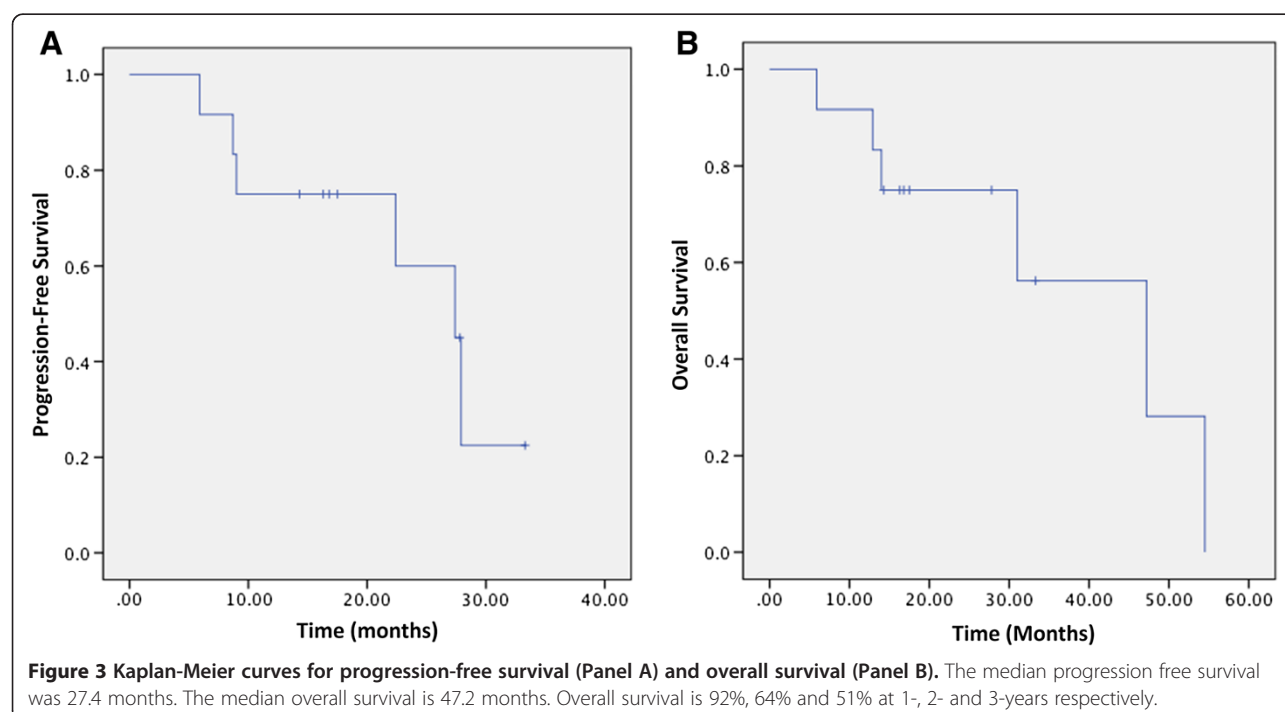 A
B
1.0
0.8
0.6
0.4
0.2
0.0
Progression-Free Survival
.00 10.00 20.00 30.00 40.00
Time (months)
1.0
0.8
0.6
0.4
0.2
0.0
Overall Survival
.00 10.00 20.00 30.00 40.00 50.00 60.00
Time (Months)
Figure 3 Kaplan-Meier curves for progression-free survival (Panel A) and overall survival (Panel B). The median progression free survival
was 27.4 months. The median overall survival is 47.2 months. Overall survival is 92%, 64% and 51% at 1-, 2- and 3-years respectively.